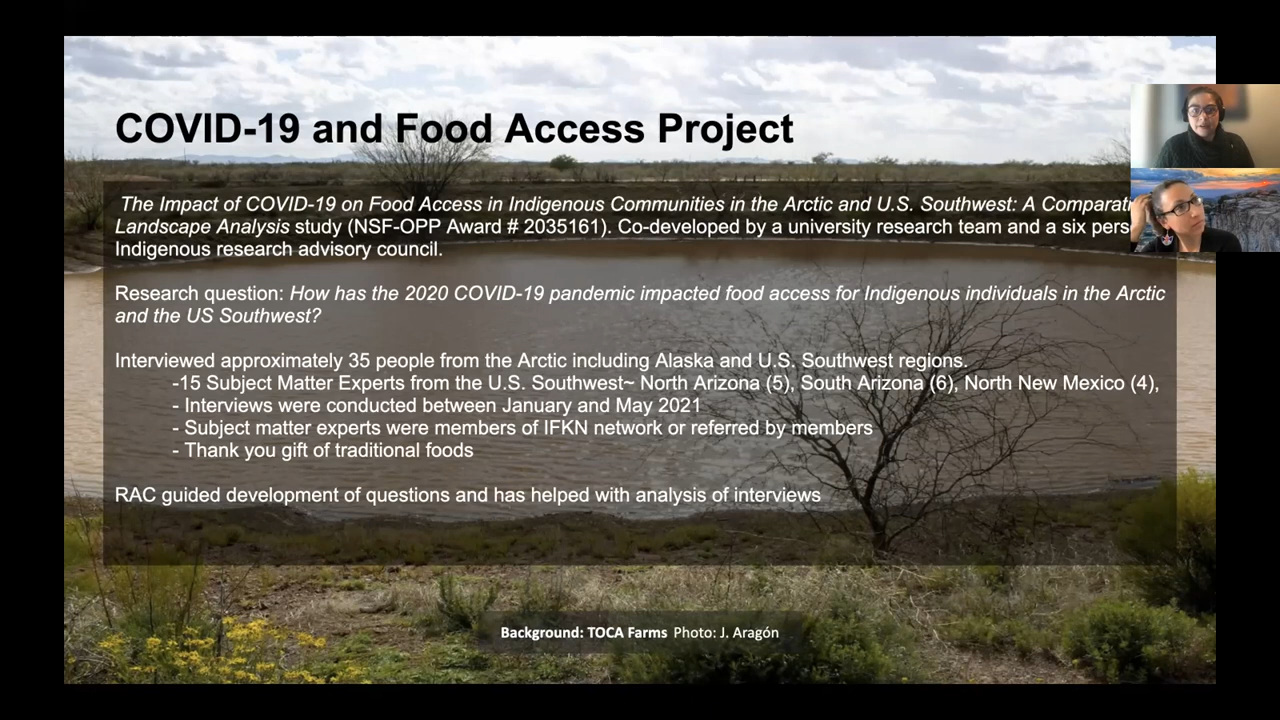 COVID-19 and Food Access Project
The Impact of COVID-19 on Food Access in Indigenous Communities in the Arctic and U.S. Southwest: A
Landscape Analysis study (NSF-OPP Award # 2035161). Co-developed by a university research team and a six
Indigenous research advisory council.
Research question: How has the 2020 COVID-19 pandemic impacted food access for Indigenous individuals in the Arctic
and the US Southwest?
Interviewed approximately 35 people from the Arctic including Alaska and U.S. Southwest regions.
-15 Subject Matter Experts from the U.S. Southwest~ North Arizona (5), South Arizona (6), North New Mexico (4),
- Interviews were conducted between January and May 2021
- Subject matter experts were members of IFKN network or referred by members
- Thank you gift of traditional foods
RAC guided development of questions and has helped with analysis of interviews
Background: TOCA Farms Photo: J. Aragón